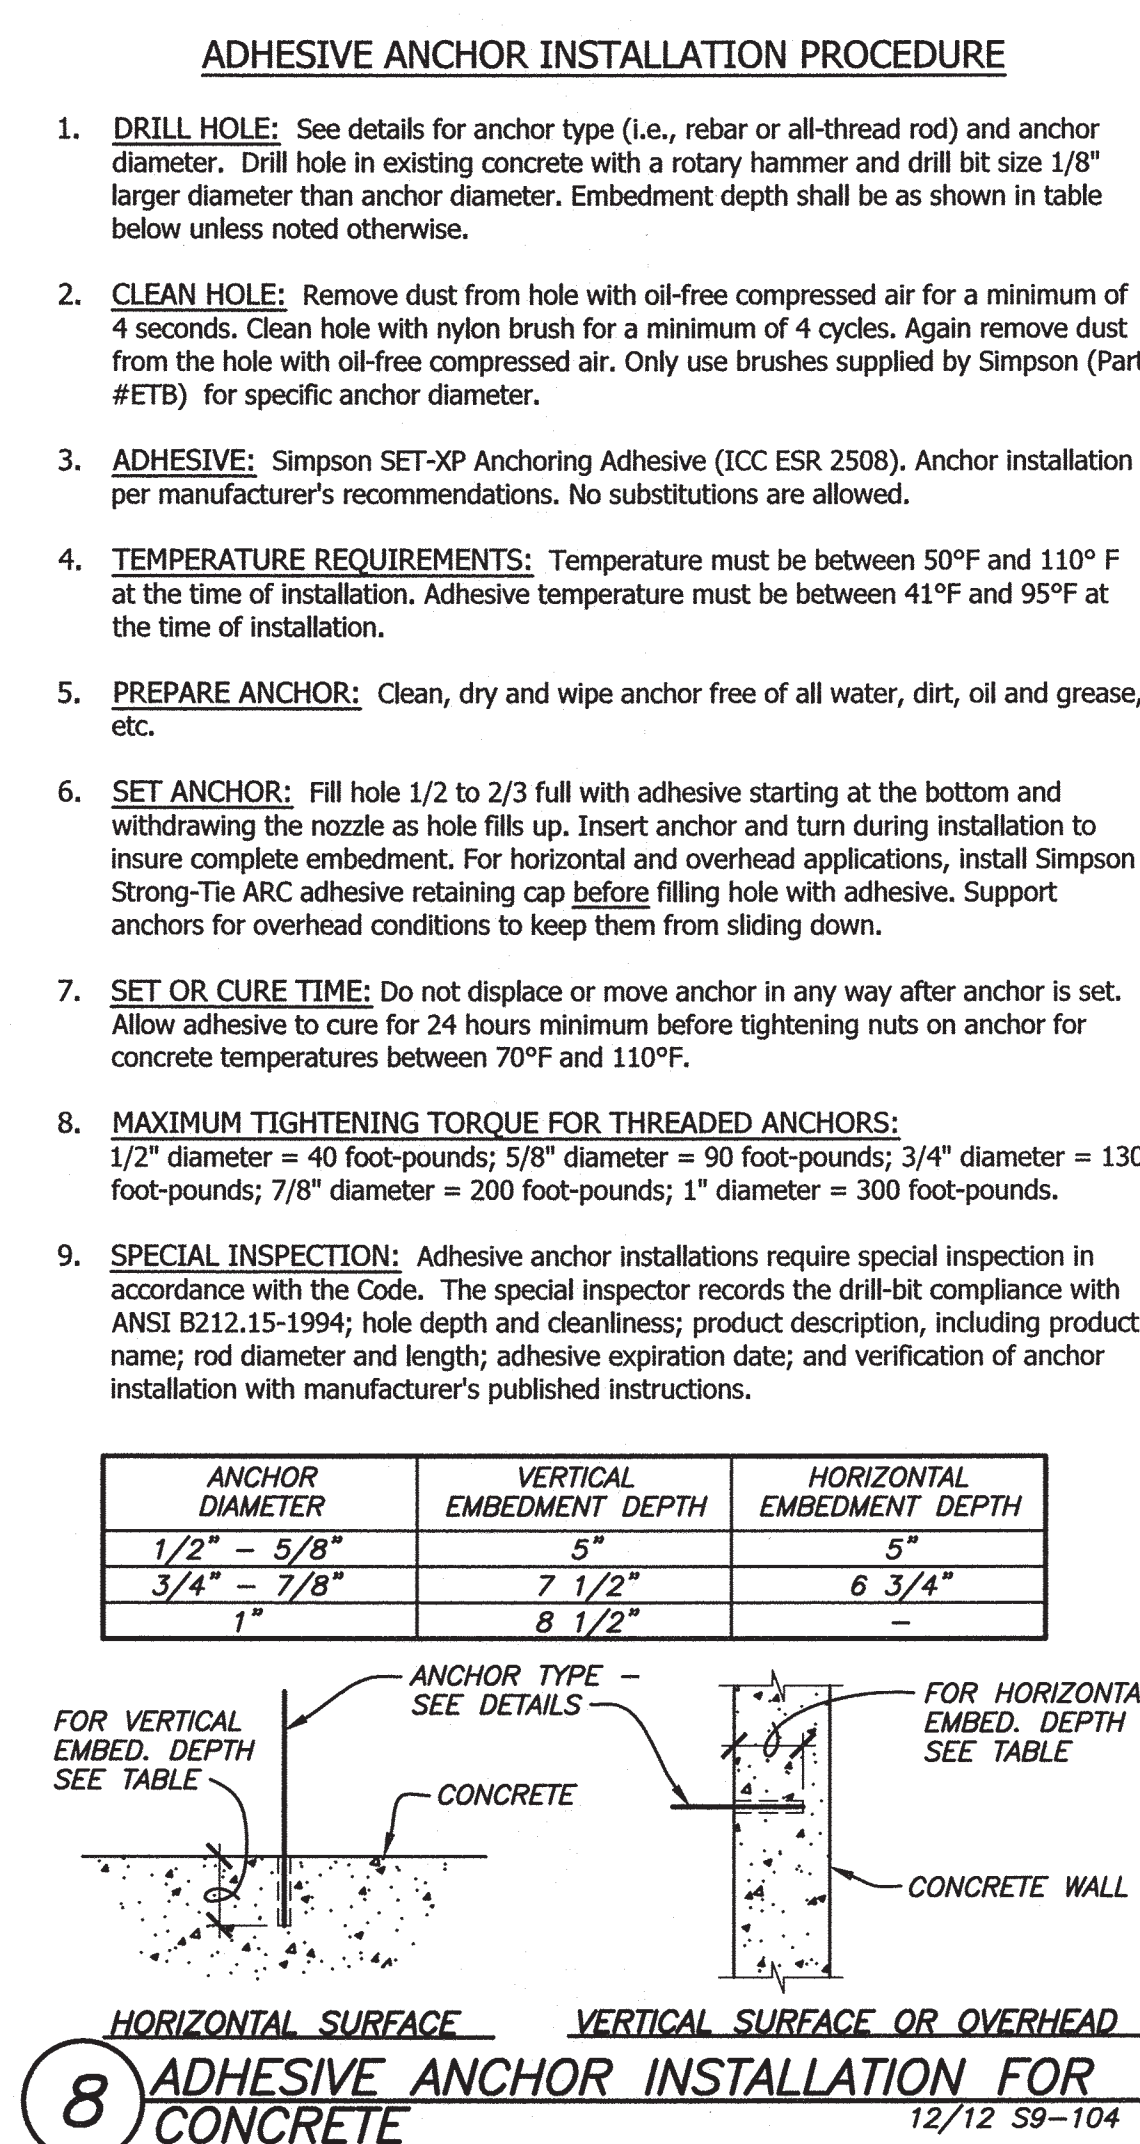 ADHESIVE ANCHOR INSTALLATION PROCEDURE
1. DRILL HOLE: See details for anchor type (i.e., rebar or all-thread rod) and anchor
diameter. Drill hole in existing concrete with a rotary hammer and drill bit size 1/8"
larger diameter than anchor diameter. Embedment depth shall be as shown in table
below unless noted otherwise.
2. CLEAN HOLE: Remove dust from hole with oil-free compressed air for a minimum of
4 seconds. Clean hole with nylon brush for a minimum of 4 cycles. Again remove dust
from the hole with oil-free compressed air. Only use brushes supplied by Simpson (Part
#ETB) for specific anchor diameter.
3. ADHESIVE: Simpson SET-XP Anchoring Adhesive (ICC ESR 2508). Anchor installation
per manufacturer's recommendations. No substitutions are allowed.
4. TEMPERATURE REQUIREMENTS: Temperature must be between 50°F and 110° F
at the time of installation. Adhesive temperature must be between 41°F and 95°F at
the time of installation.
5. PREPARE ANCHOR: Clean, dry and wipe anchor free of all water, dirt, oil and grease,
etc.
6. SET ANCHOR: Fill hole 1/2 to 2/3 full with adhesive starting at the bottom and
withdrawing the nozzle as hole fills up. Insert anchor and turn during installation to
insure complete embedment. For horizontal and overhead applications, install Simpson
Strong-Tie ARC adhesive retaining cap before filling hole with adhesive. Support
anchors for overhead conditions to keep them from sliding down.
7. SET OR CURE TIME: Do not displace or move anchor in any way after anchor is set.
Allow adhesive to cure for 24 hours minimum before tightening nuts on anchor for
concrete temperatures between 70°F and 110°F.
8. MAXIMUM TIGHTENING TORQUE FOR THREADED ANCHORS:
1/2" diameter = 40 foot-pounds; 5/8" diameter = 90 foot-pounds; 3/4" diameter = 130
foot-pounds; 7/8" diameter = 200 foot-pounds; 1" diameter = 300 foot-pounds.
9. SPECIAL INSPECTION: Adhesive anchor installations require special inspection in
accordance with the Code. The special inspector records the drill-bit compliance with
ANSI B212.15-1994; hole depth and cleanliness; product description, including product
name; rod diameter and length; adhesive expiration date; and verification of anchor
installation with manufacturer's published instructions.
ANCHOR DIAMETER VERTICAL EMBEDMENT DEPTH HORIZONTAL EMBEDMENT DEPTH
1/2" – 5/8" 5" 5"
3/4" – 7/8" 7 1/2" 6 3/4"
1" 8 1/2" –
ANCHOR TYPE –
SEE DETAILS
FOR VERTICAL
EMBED. DEPTH
SEE TABLE
CONCRETE
FOR HORIZONTA
EMBED. DEPTH
SEE TABLE
CONCRETE WALL
HORIZONTAL SURFACE
VERTICAL SURFACE OR OVERHEAD
8 ADHESIVE ANCHOR INSTALLATION FOR
CONCRETE
12/12 S9–104